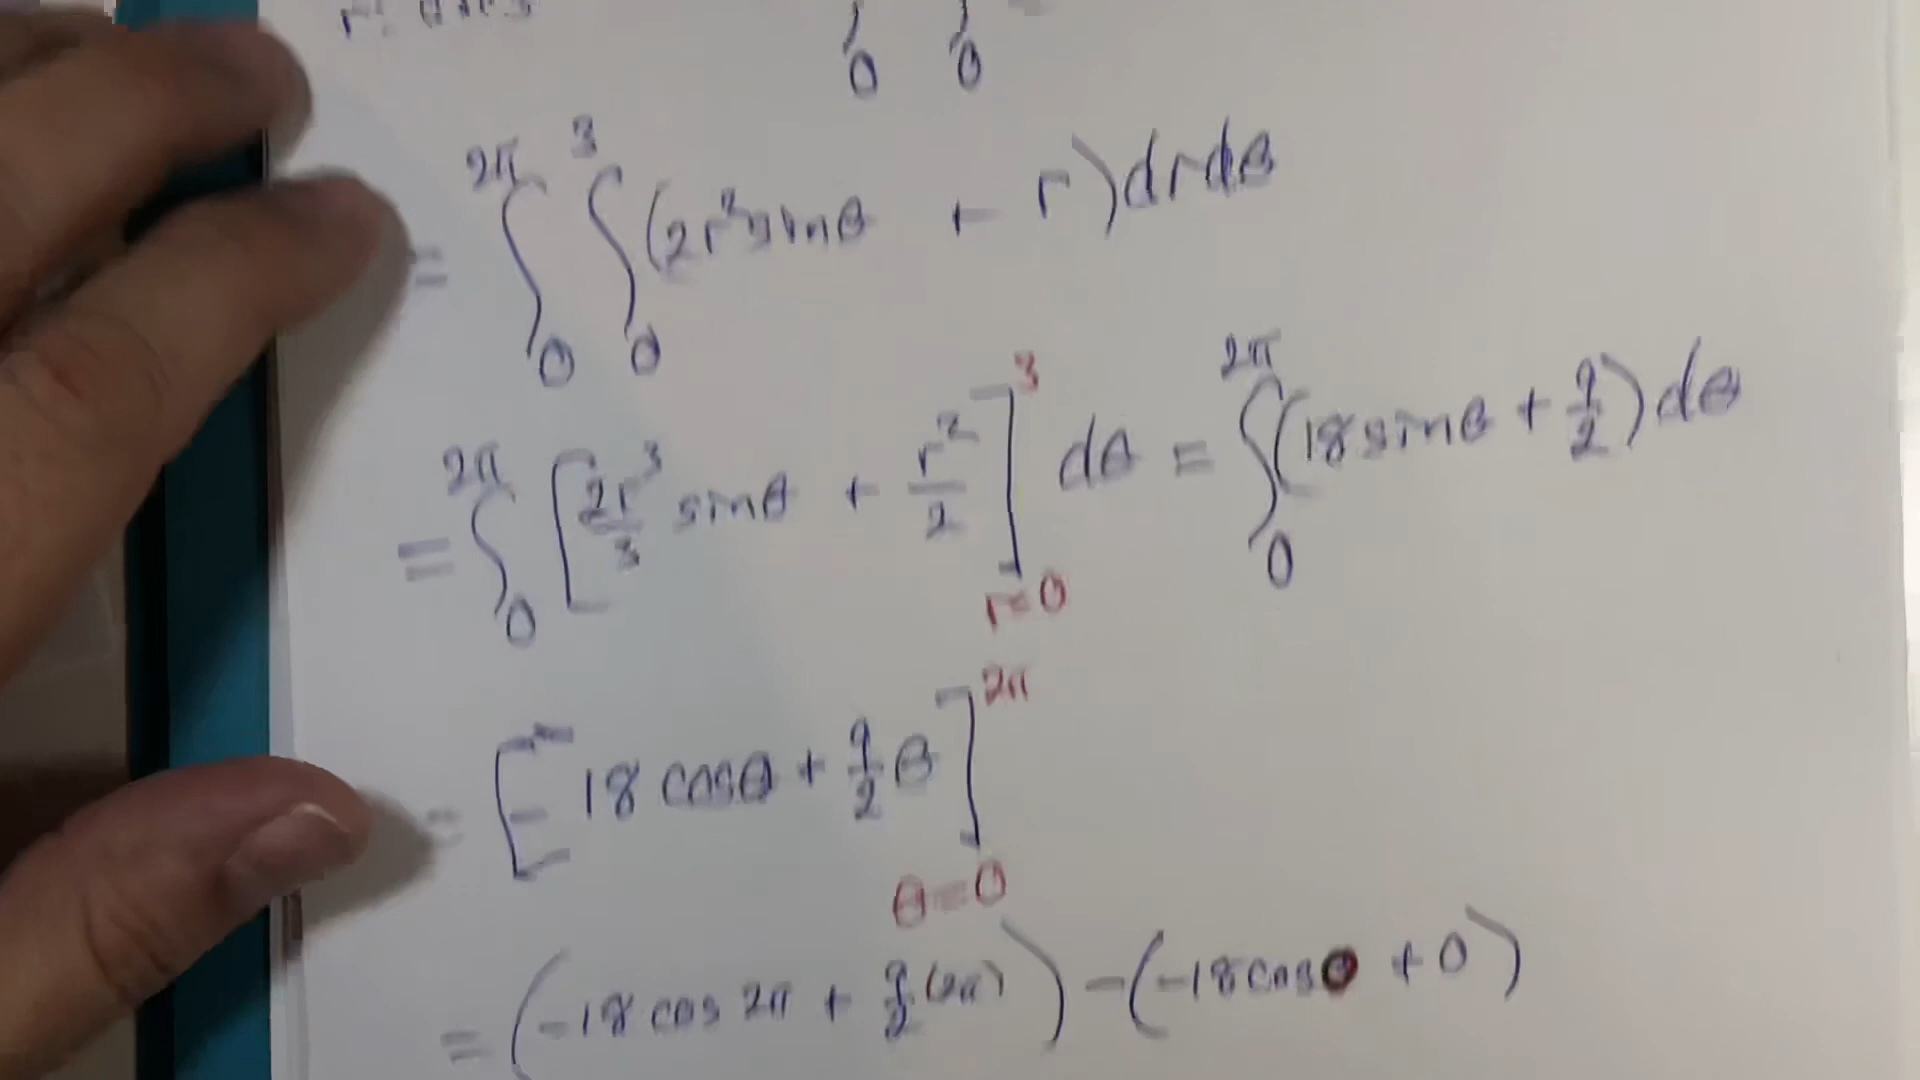 0 0
= ∫₀^{2π} ∫₀^{3} (2r² sinθ + r) dr dθ
= ∫₀^{2π} [ 2r³/3 sinθ + r²/2 ]_{r=0}^{3} dθ = ∫₀^{2π} (18 sinθ + 9/2) dθ
= [ - 18 cosθ + 9/2 θ ]_{θ=0}^{2π}
= (-18 cos 2π + 9/2 (2π)) - (-18 cos 0 + 0)